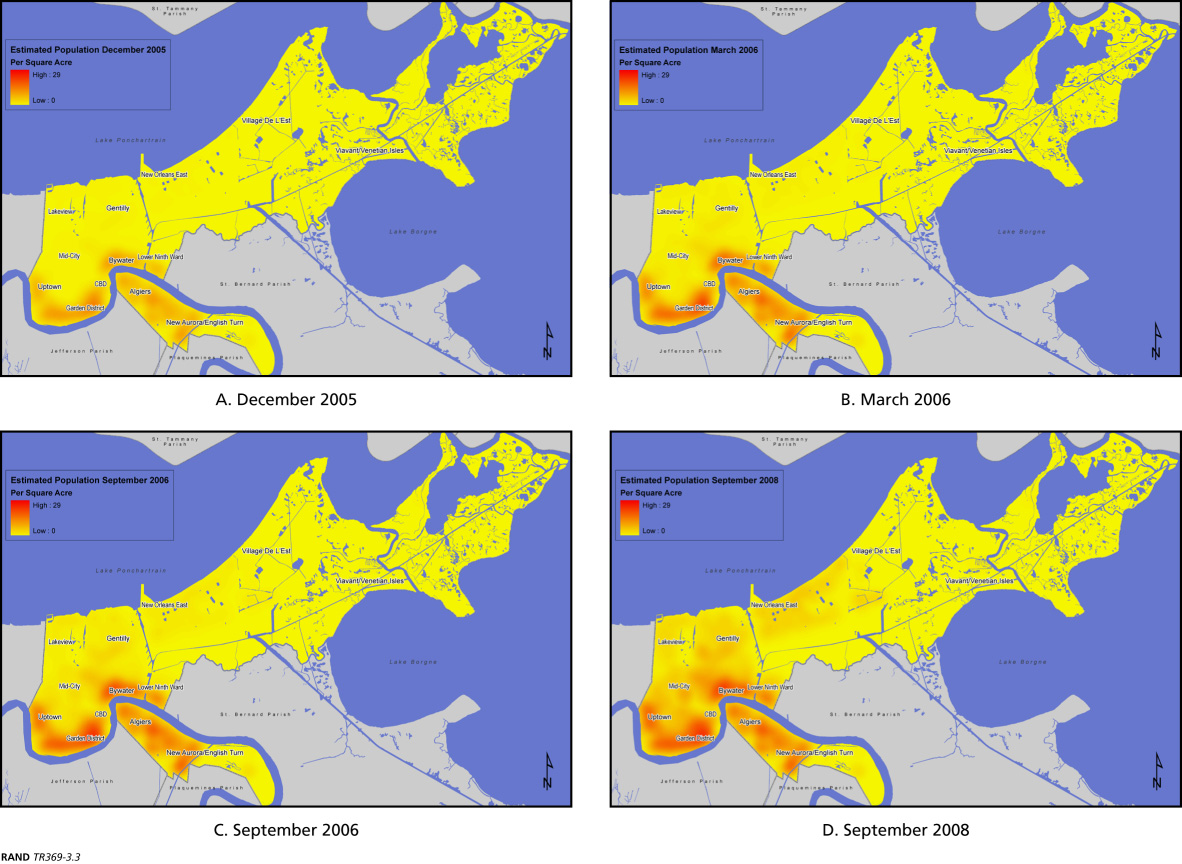 St. Tammany
Parish
Estimated Population December 2005
Per Square Acre
High : 29
Low : 0
Village De L'Est
Lake Ponchartrain
Viavant/Venetian Isles
New Orleans East
Lakeview
Gentilly
Lake Borgne
Mid-City
Bywater
Lower Ninth Ward
Uptown
CBD
Algiers
St. Bernard Parish
Garden District
New Aurora/English Turn
Jefferson Parish
Plaquemines Parish
N
A. December 2005
St. Tammany
Parish
Estimated Population March 2006
Per Square Acre
High : 29
Low : 0
Village De L'Est
Lake Ponchartrain
Viavant/Venetian Isles
New Orleans East
Lakeview
Gentilly
Lake Borgne
Mid-City
Bywater
Lower Ninth Ward
Uptown
CBD
Algiers
St. Bernard Parish
Garden District
New Aurora/English Turn
Jefferson Parish
Plaquemines Parish
N
B. March 2006
St. Tammany
Parish
Estimated Population September 2006
Per Square Acre
High : 29
Low : 0
Village De L'Est
Lake Ponchartrain
Viavant/Venetian Isles
New Orleans East
Lakeview
Gentilly
Lake Borgne
Mid-City
Bywater
Lower Ninth Ward
Uptown
CBD
Algiers
St. Bernard Parish
Garden District
New Aurora/English Turn
Jefferson Parish
Plaquemines Parish
N
C. September 2006
St. Tammany
Parish
Estimated Population September 2008
Per Square Acre
High : 29
Low : 0
Village De L'Est
Lake Ponchartrain
Viavant/Venetian Isles
New Orleans East
Lakeview
Gentilly
Lake Borgne
Mid-City
Bywater
Lower Ninth Ward
Uptown
CBD
Algiers
St. Bernard Parish
Garden District
New Aurora/English Turn
Jefferson Parish
Plaquemines Parish
N
D. September 2008
RAND TR369-3.3